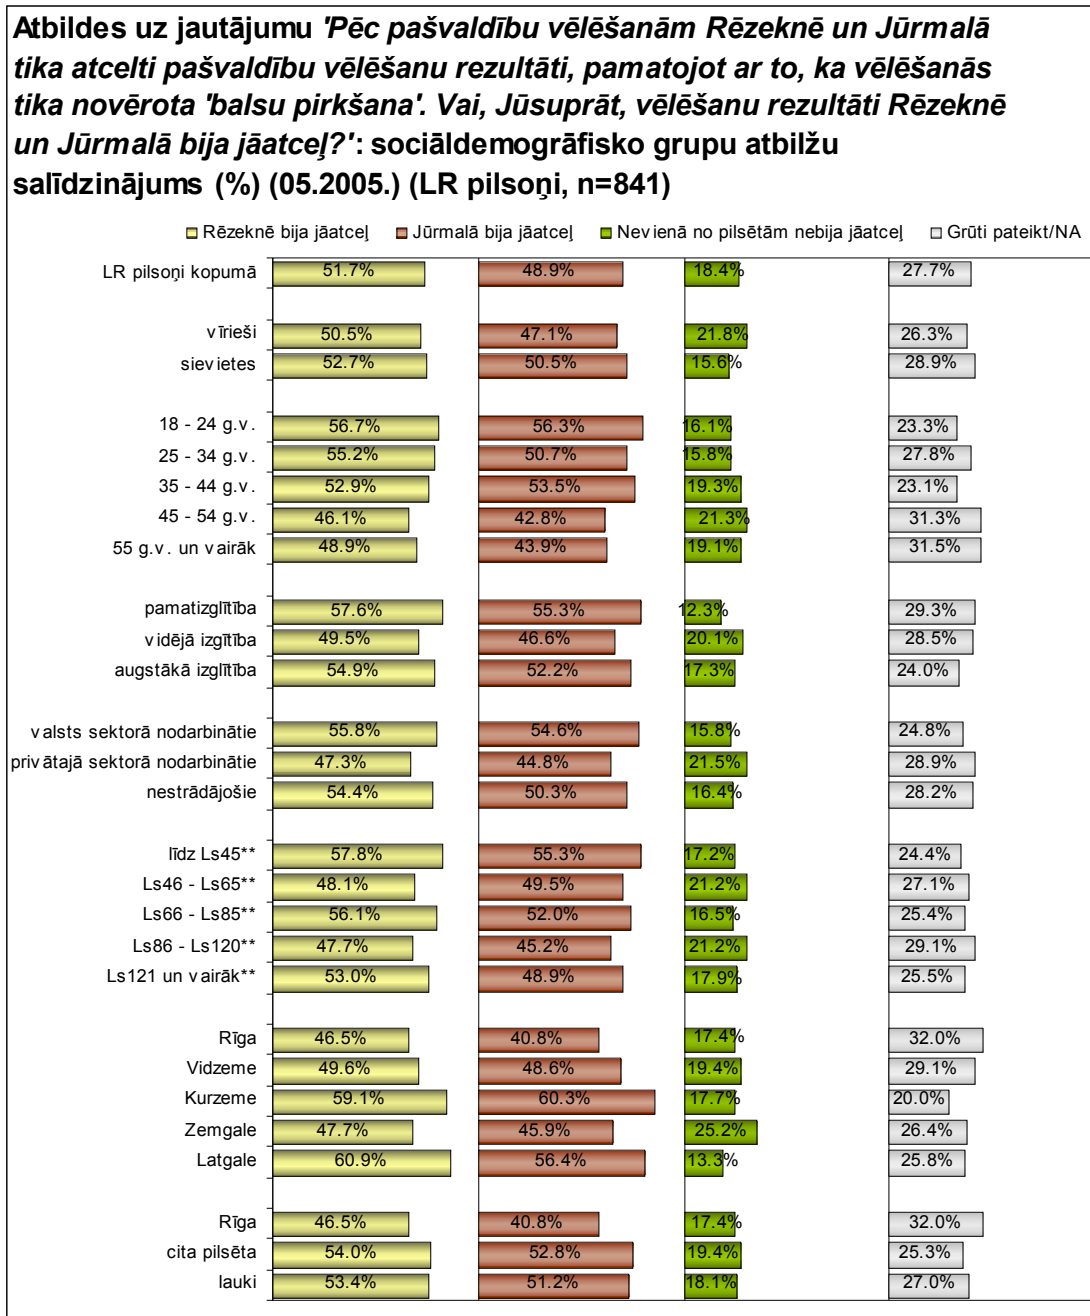 Atbildes uz jautājumu 'Pēc pašvaldību vēlēšanām Rēzeknē un Jūrmalā
tika atcelti pašvaldību vēlēšanu rezultāti, pamatojot ar to, ka vēlēšanās
tika novērota 'balsu pirkšana'. Vai, Jūsuprāt, vēlēšanu rezultāti Rēzeknē
un Jūrmalā bija jāatceļ?': sociāldemogrāfisko grupu atbilžu
salīdzinājums (%) (05.2005.) (LR pilsoņi, n=841)
Rēzeknē bija jāatceļ Jūrmalā bija jāatceļ Nevienā no pilsētām nebija jāatceļ Grūti pateikt/NA
LR pilsoņi kopumā 51.7% 48.9% 18.4% 27.7%
vīrieši 50.5% 47.1% 21.8% 26.3%
sievietes 52.7% 50.5% 15.6% 28.9%
18 - 24 g.v. 56.7% 56.3% 16.1% 23.3%
25 - 34 g.v. 55.2% 50.7% 15.8% 27.8%
35 - 44 g.v. 52.9% 53.5% 19.3% 23.1%
45 - 54 g.v. 46.1% 42.8% 21.3% 31.3%
55 g.v. un vairāk 48.9% 43.9% 19.1% 31.5%
pamatizglītība 57.6% 55.3% 12.3% 29.3%
vidējā izgītība 49.5% 46.6% 20.1% 28.5%
augstākā izglītība 54.9% 52.2% 17.3% 24.0%
valsts sektorā nodarbinātie 55.8% 54.6% 15.8% 24.8%
privātajā sektorā nodarbinātie 47.3% 44.8% 21.5% 28.9%
nestrādājošie 54.4% 50.3% 16.4% 28.2%
līdz Ls45** 57.8% 55.3% 17.2% 24.4%
Ls46 - Ls65** 48.1% 49.5% 21.2% 27.1%
Ls66 - Ls85** 56.1% 52.0% 16.5% 25.4%
Ls86 - Ls120** 47.7% 45.2% 21.2% 29.1%
Ls121 un vairāk** 53.0% 48.9% 17.9% 25.5%
Rīga 46.5% 40.8% 17.4% 32.0%
Vidzeme 49.6% 48.6% 19.4% 29.1%
Kurzeme 59.1% 60.3% 17.7% 20.0%
Zemgale 47.7% 45.9% 25.2% 26.4%
Latgale 60.9% 56.4% 13.3% 25.8%
Rīga 46.5% 40.8% 17.4% 32.0%
cita pilsēta 54.0% 52.8% 19.4% 25.3%
lauki 53.4% 51.2% 18.1% 27.0%